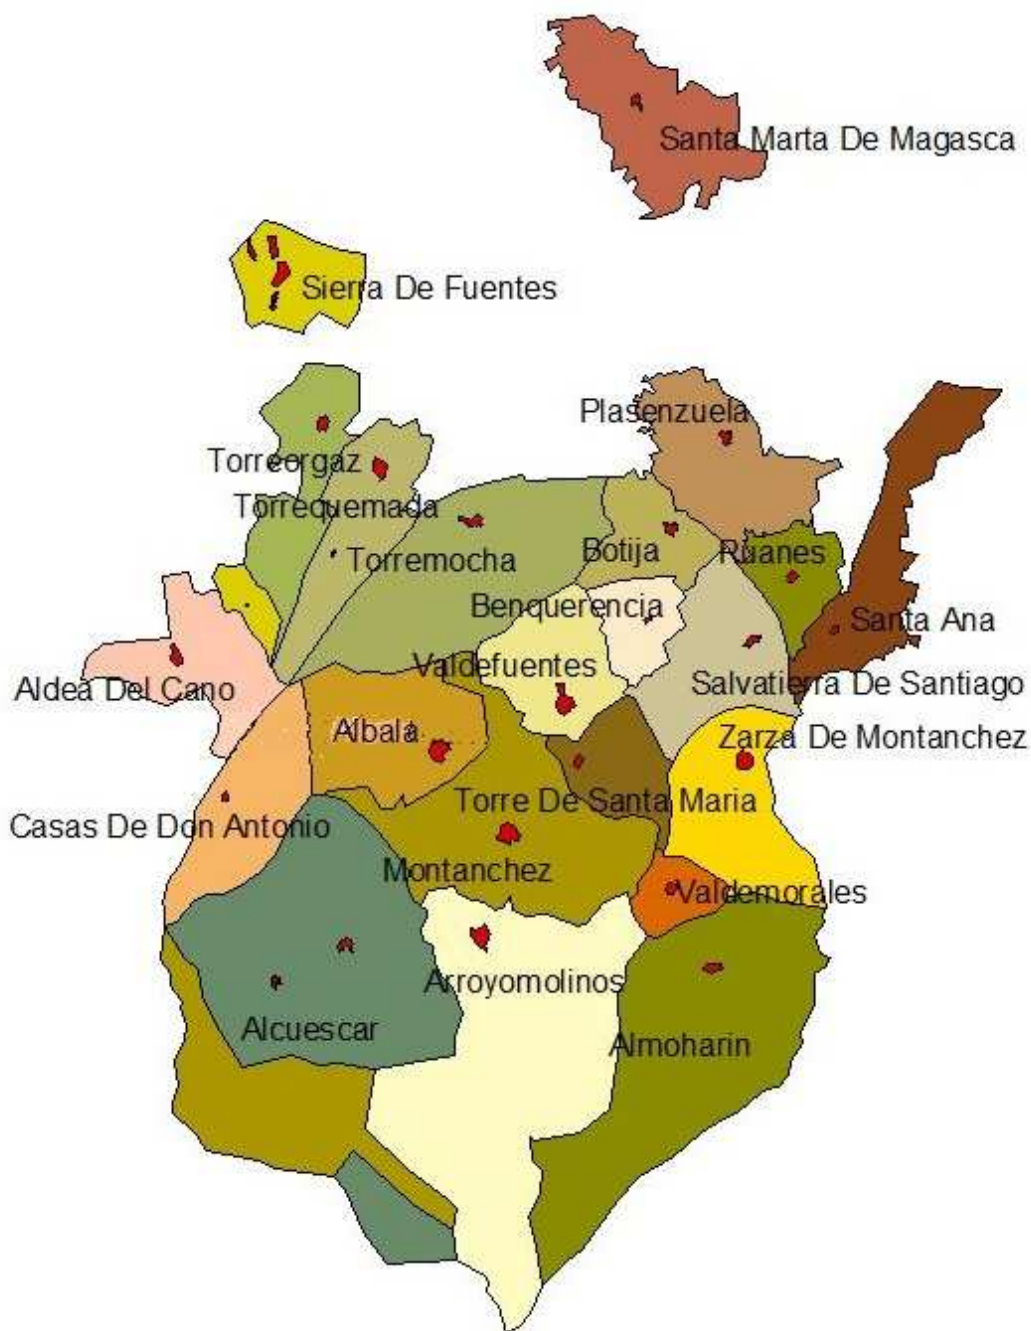 Santa Marta De Magasca
Sierra De Fuentes
Plasenzuela
Torreorgaz
Torrequemada
Torremocha
Botija
Ruanes
Benquerencia
Santa Ana
Valdefuentes
Aldea Del Cano
Salvatierra De Santiago
Albala
Zarza De Montanchez
Torre De Santa Maria
Casas De Don Antonio
Montanchez
Valdemorales
Arroyomolinos
Alcuescar
Almoharin